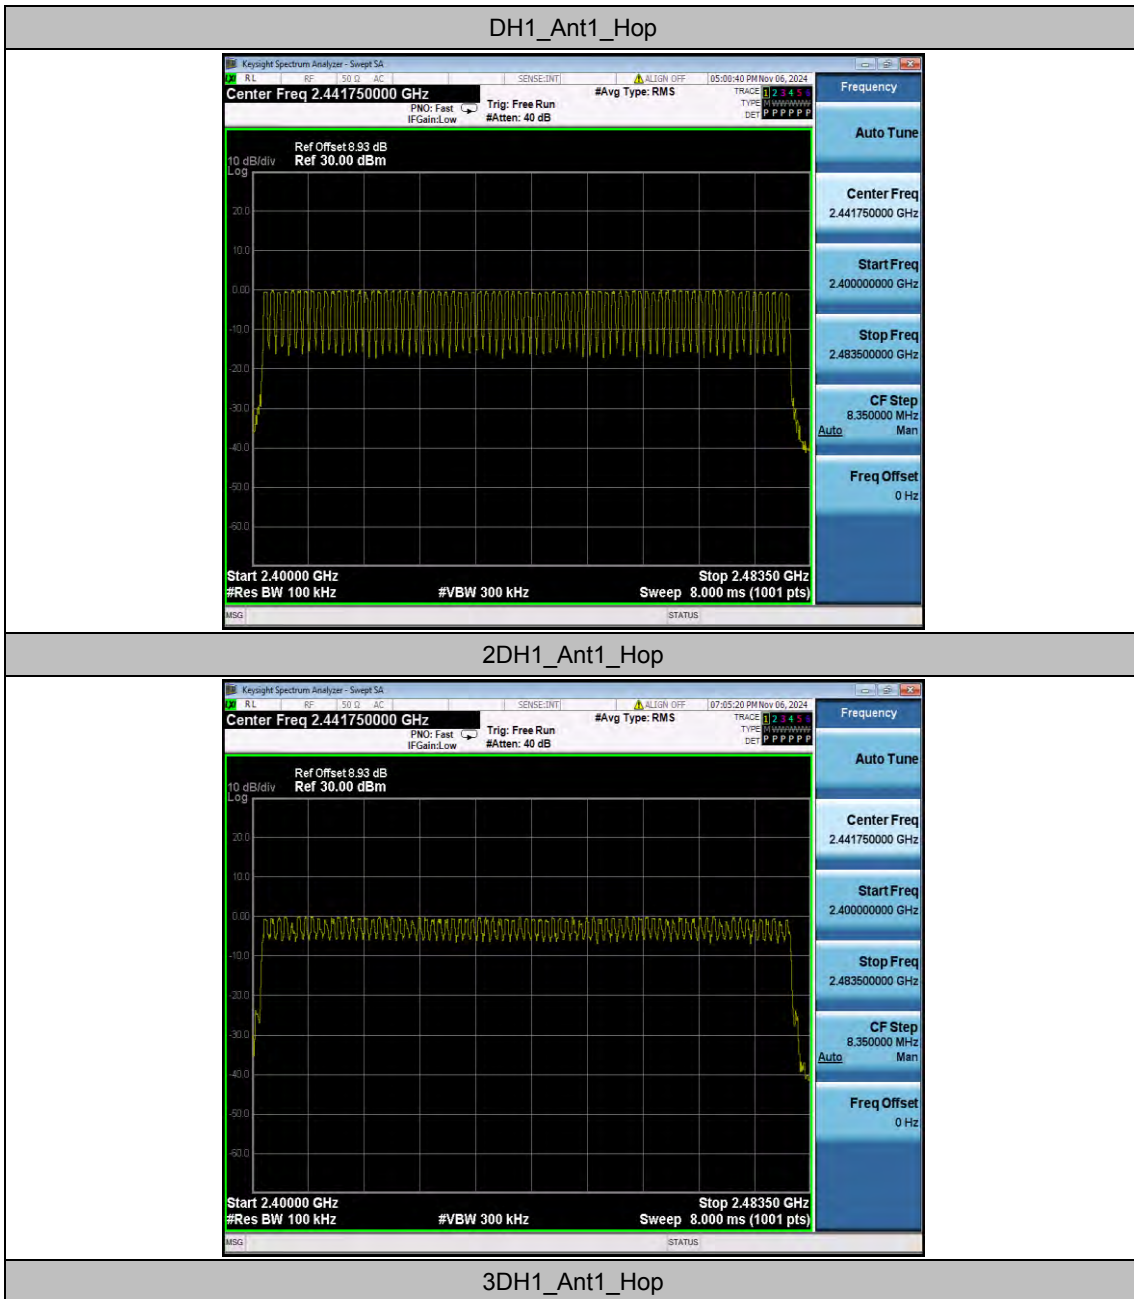 DH1_Ant1_Hop
Keysight Spectrum Analyzer - Swept SA
RL RF 50 Ω AC SENSE:INT ALIGN OFF 05:00:40 PM Nov 06, 2024
Center Freq 2.441750000 GHz #Avg Type: RMS TRACE 1 2 3 4 5 6
PNO: Fast Trig: Free Run TYPE M WWWWW
IFGain:Low #Atten: 40 dB DET P P P P P P
Frequency
Auto Tune
Ref Offset 8.93 dB
10 dB/div Ref 30.00 dBm
Log
20.0
10.0
0.00
-10.0
-20.0
-30.0
-40.0
-50.0
-60.0
Center Freq
2.441750000 GHz
Start Freq
2.400000000 GHz
Stop Freq
2.483500000 GHz
CF Step
8.350000 MHz
Auto Man
Freq Offset
0 Hz
Start 2.40000 GHz Stop 2.48350 GHz
#Res BW 100 kHz #VBW 300 kHz Sweep 8.000 ms (1001 pts)
MSG STATUS
2DH1_Ant1_Hop
Keysight Spectrum Analyzer - Swept SA
RL RF 50 Ω AC SENSE:INT ALIGN OFF 07:05:20 PM Nov 06, 2024
Center Freq 2.441750000 GHz #Avg Type: RMS TRACE 1 2 3 4 5 6
PNO: Fast Trig: Free Run TYPE M WWWWW
IFGain:Low #Atten: 40 dB DET P P P P P P
Frequency
Auto Tune
Ref Offset 8.93 dB
10 dB/div Ref 30.00 dBm
Log
20.0
10.0
0.00
-10.0
-20.0
-30.0
-40.0
-50.0
-60.0
Center Freq
2.441750000 GHz
Start Freq
2.400000000 GHz
Stop Freq
2.483500000 GHz
CF Step
8.350000 MHz
Auto Man
Freq Offset
0 Hz
Start 2.40000 GHz Stop 2.48350 GHz
#Res BW 100 kHz #VBW 300 kHz Sweep 8.000 ms (1001 pts)
MSG STATUS
3DH1_Ant1_Hop